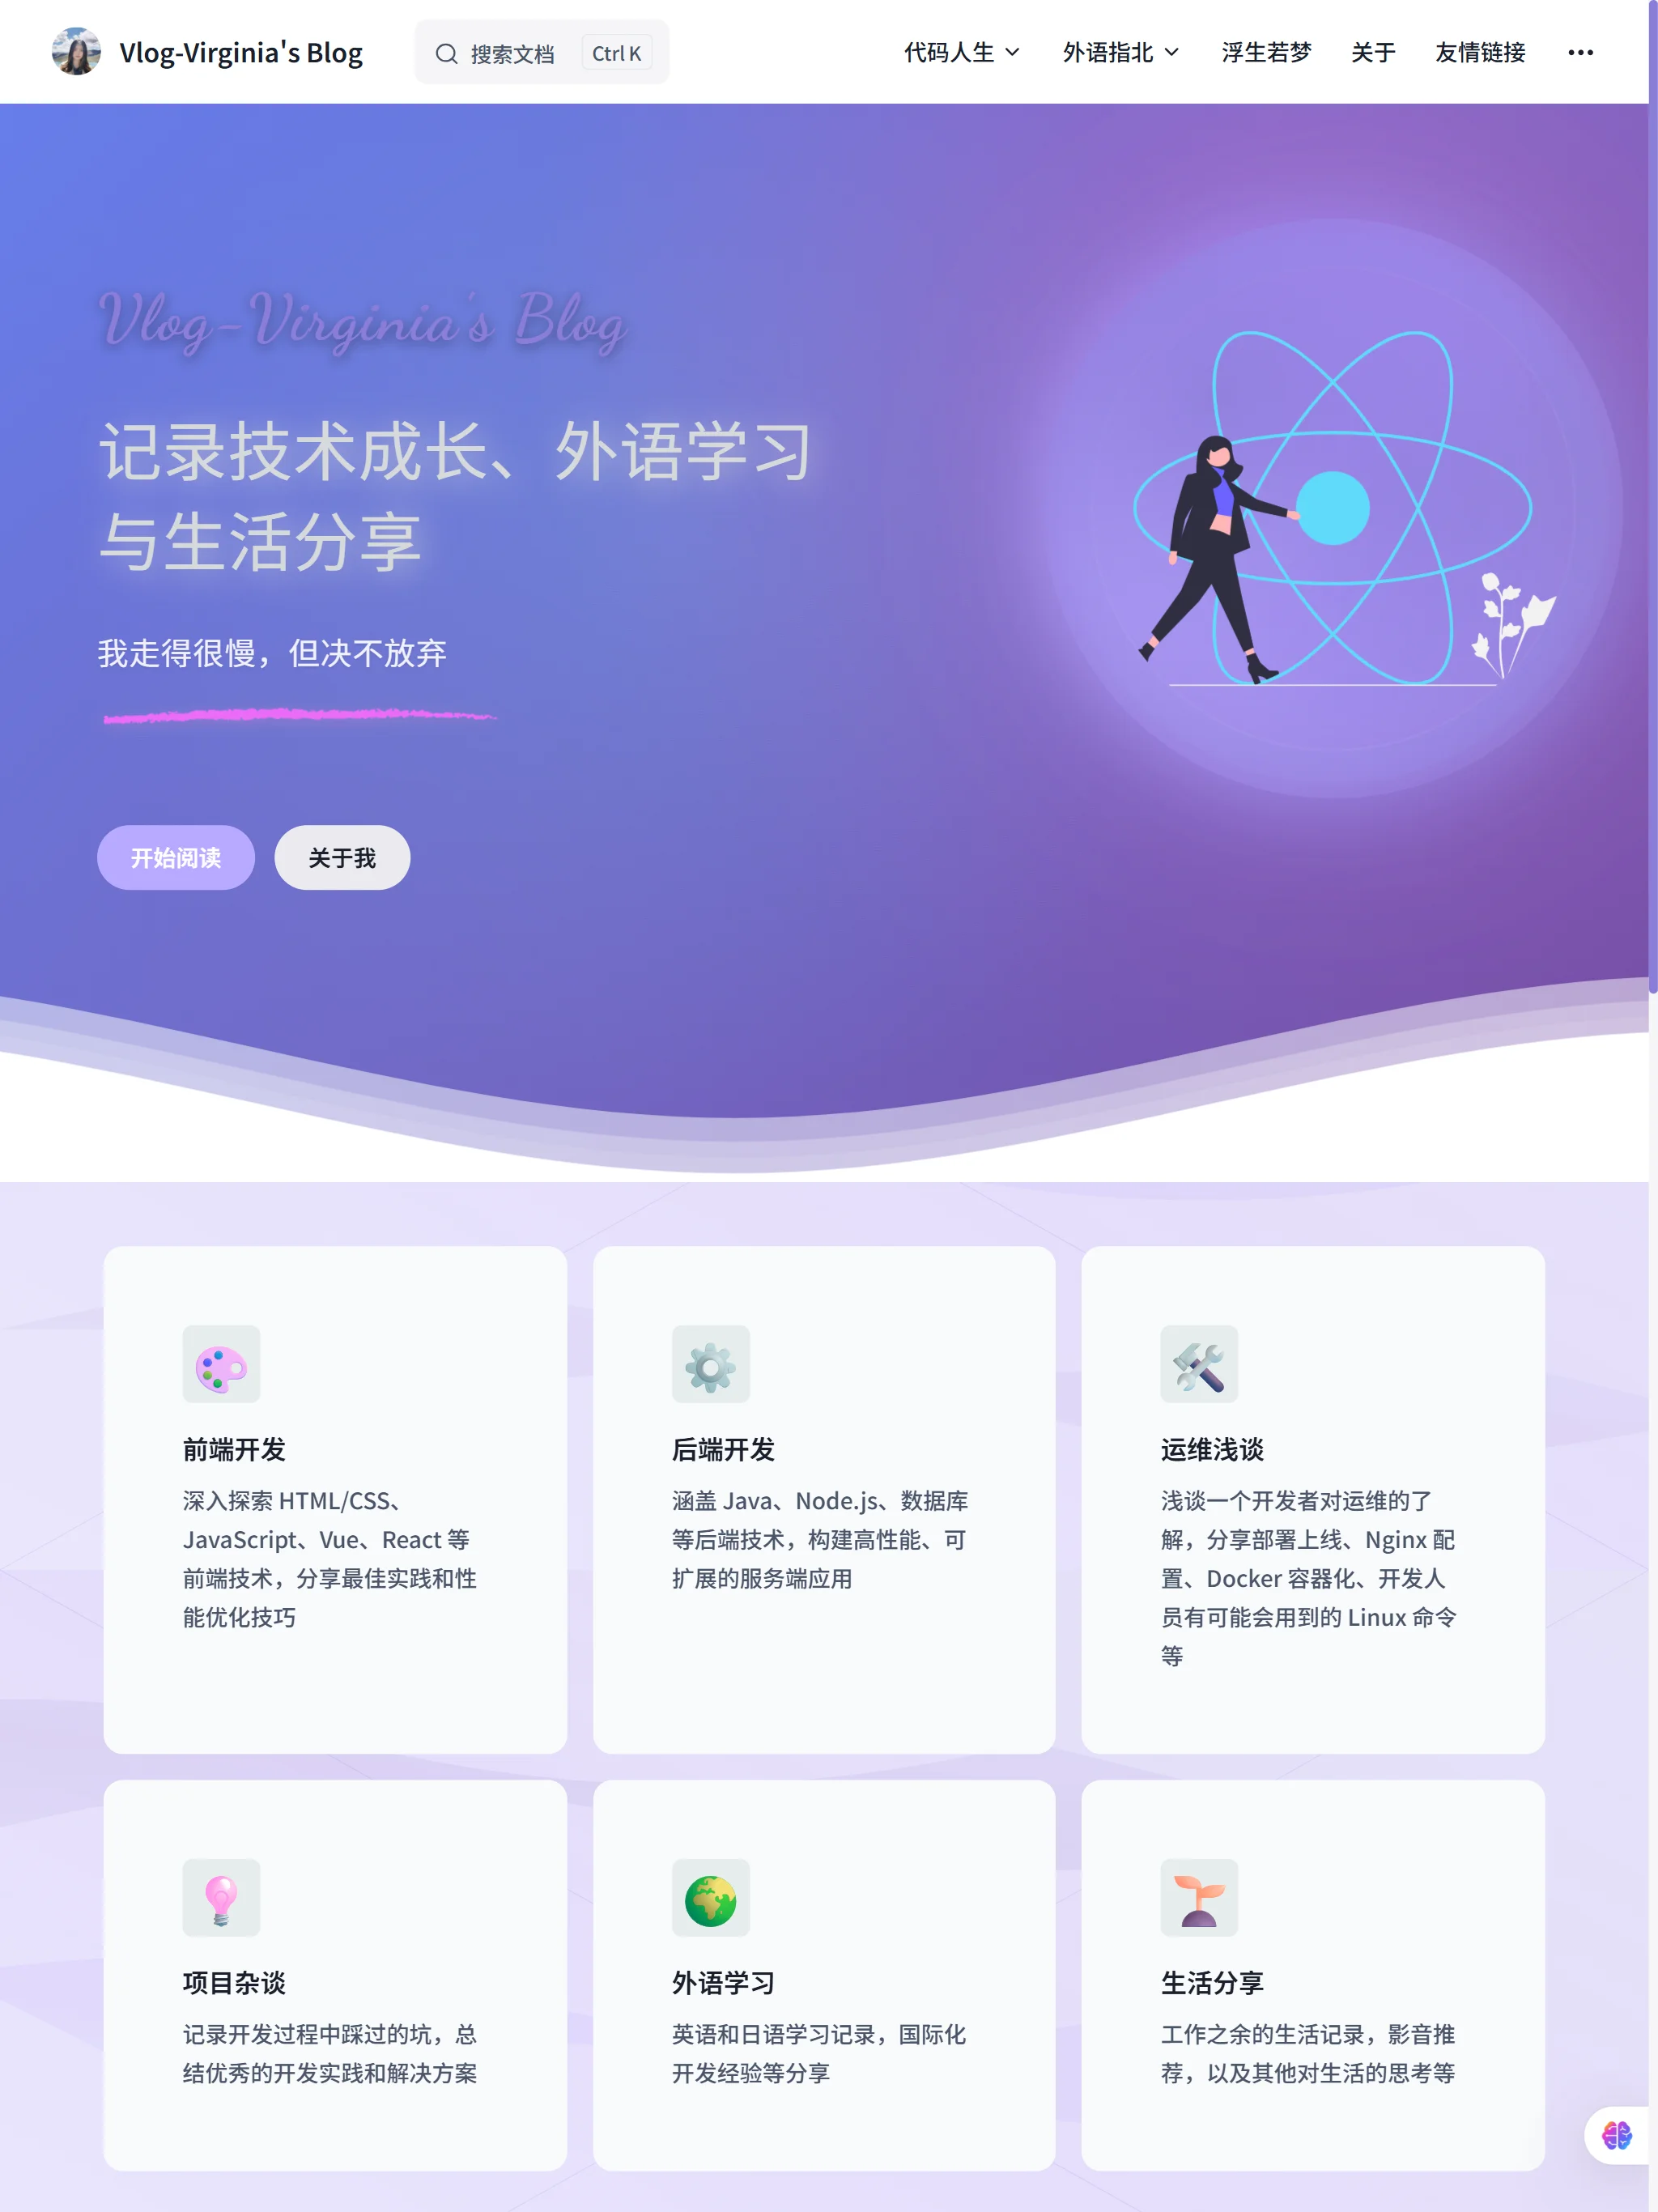 Vlog-Virginia's Blog
搜索文档
Ctrl K
代码人生
外语指北
浮生若梦
关于
友情链接
Vlog-Virginia's Blog
记录技术成长、外语学习
与生活分享
我走得很慢，但决不放弃
开始阅读
关于我
前端开发
深入探索 HTML/CSS、
JavaScript、Vue、React 等
前端技术，分享最佳实践和性
能优化技巧
后端开发
涵盖 Java、Node.js、数据库
等后端技术，构建高性能、可
扩展的服务端应用
运维浅谈
浅谈一个开发者对运维的了
解，分享部署上线、Nginx 配
置、Docker 容器化、开发人
员有可能会用到的 Linux 命令
等
项目杂谈
记录开发过程中踩过的坑，总
结优秀的开发实践和解决方案
外语学习
英语和日语学习记录，国际化
开发经验等分享
生活分享
工作之余的生活记录，影音推
荐，以及其他对生活的思考等